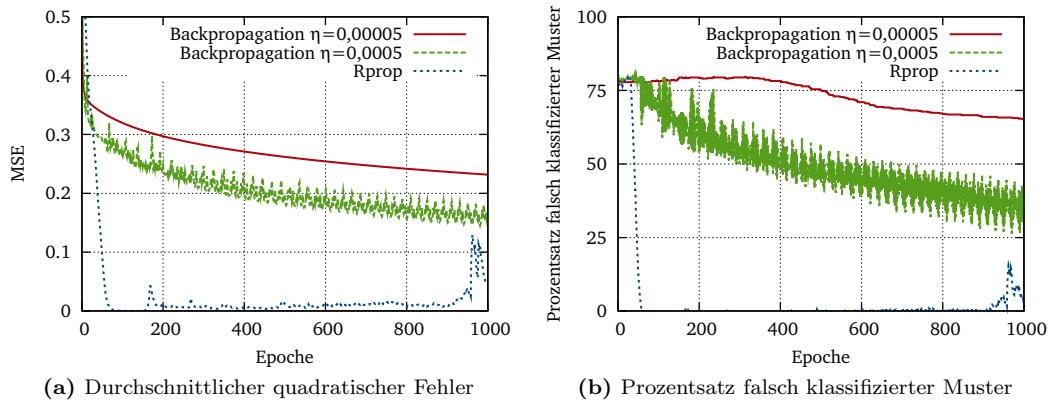 MSE
0.5
0.4
0.3
0.2
0.1
0
0 200 400 600 800 1000
Epoche
Backpropagation η=0,00005
Backpropagation η=0,0005
Rprop
(a) Durchschnittlicher quadratischer Fehler
Prozentsatz falsch klassifizierter Muster
100
75
50
25
0
0 200 400 600 800 1000
Epoche
Backpropagation η=0,00005
Backpropagation η=0,0005
Rprop
(b) Prozentsatz falsch klassifizierter Muster